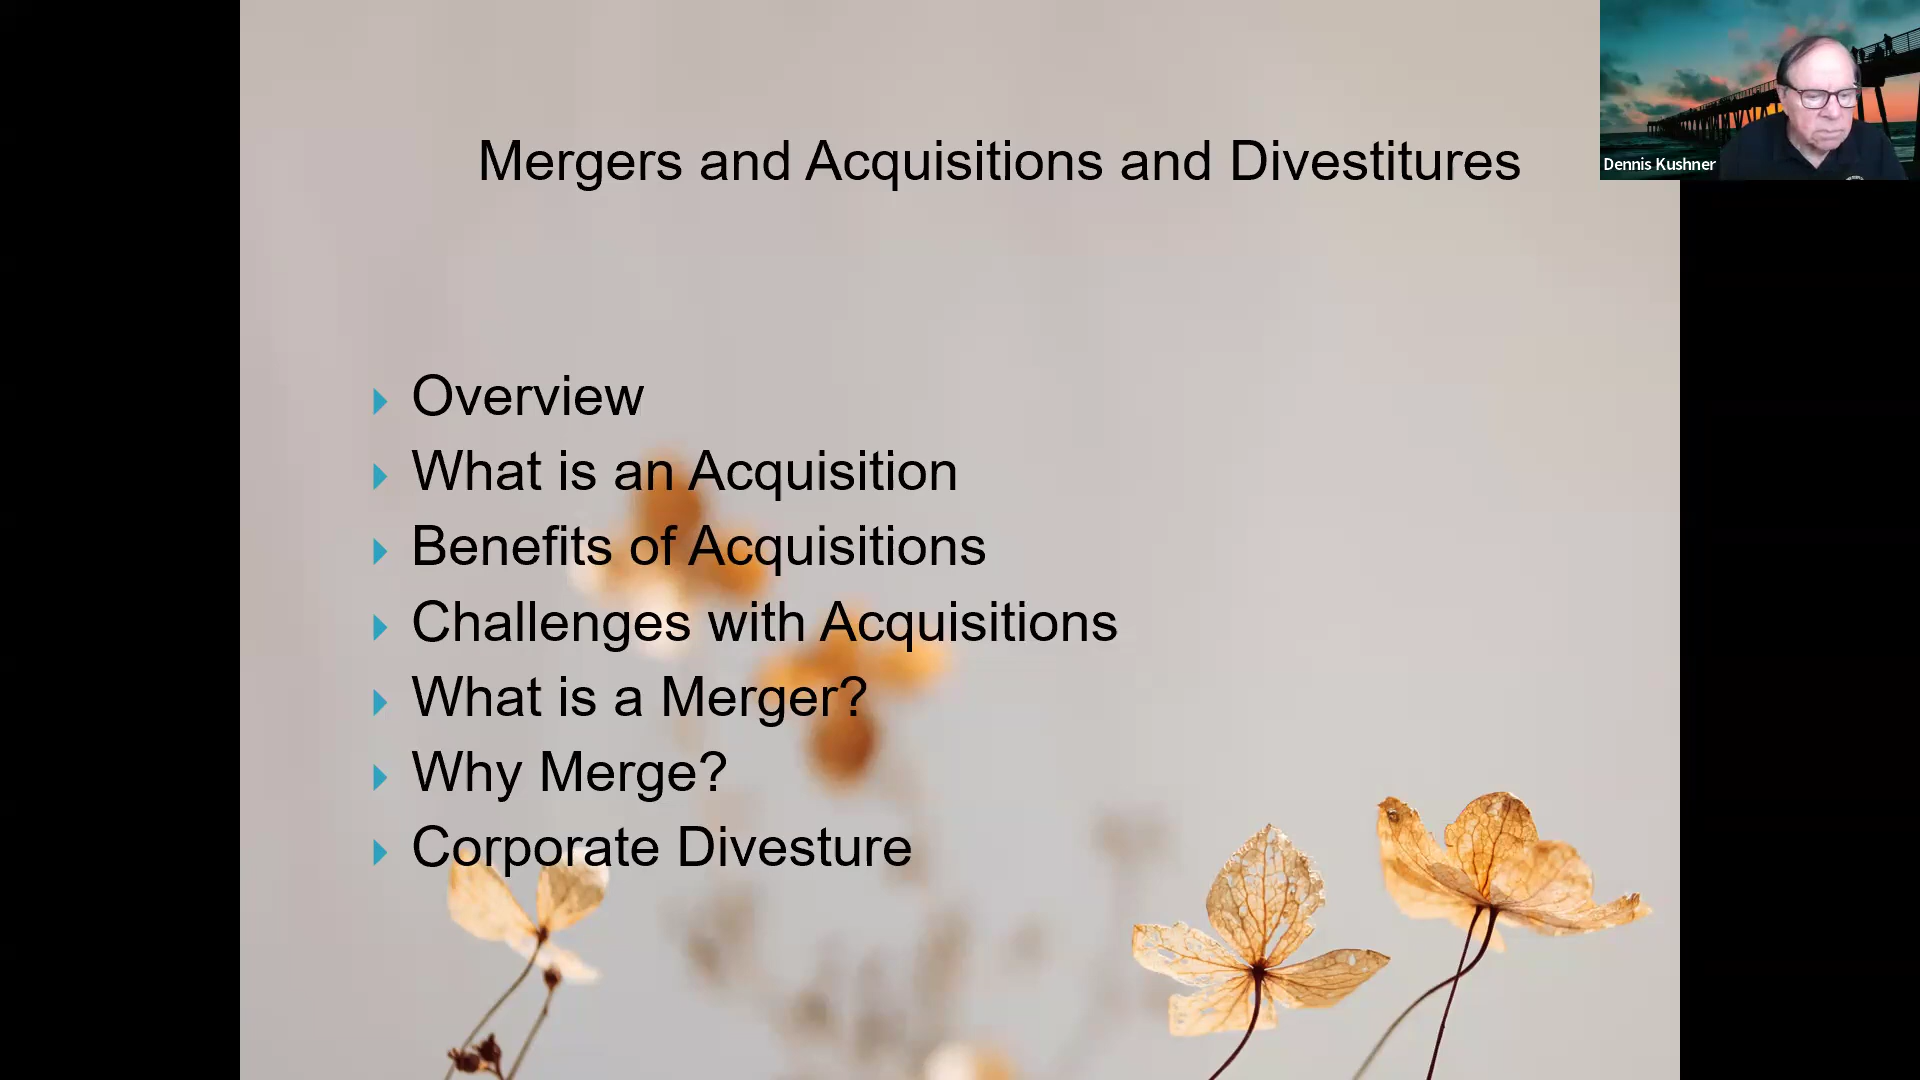 Mergers and Acquisitions and Divestitures
Dennis Kushner
Overview
What is an Acquisition
Benefits of Acquisitions
Challenges with Acquisitions
What is a Merger?
Why Merge?
Corporate Divesture